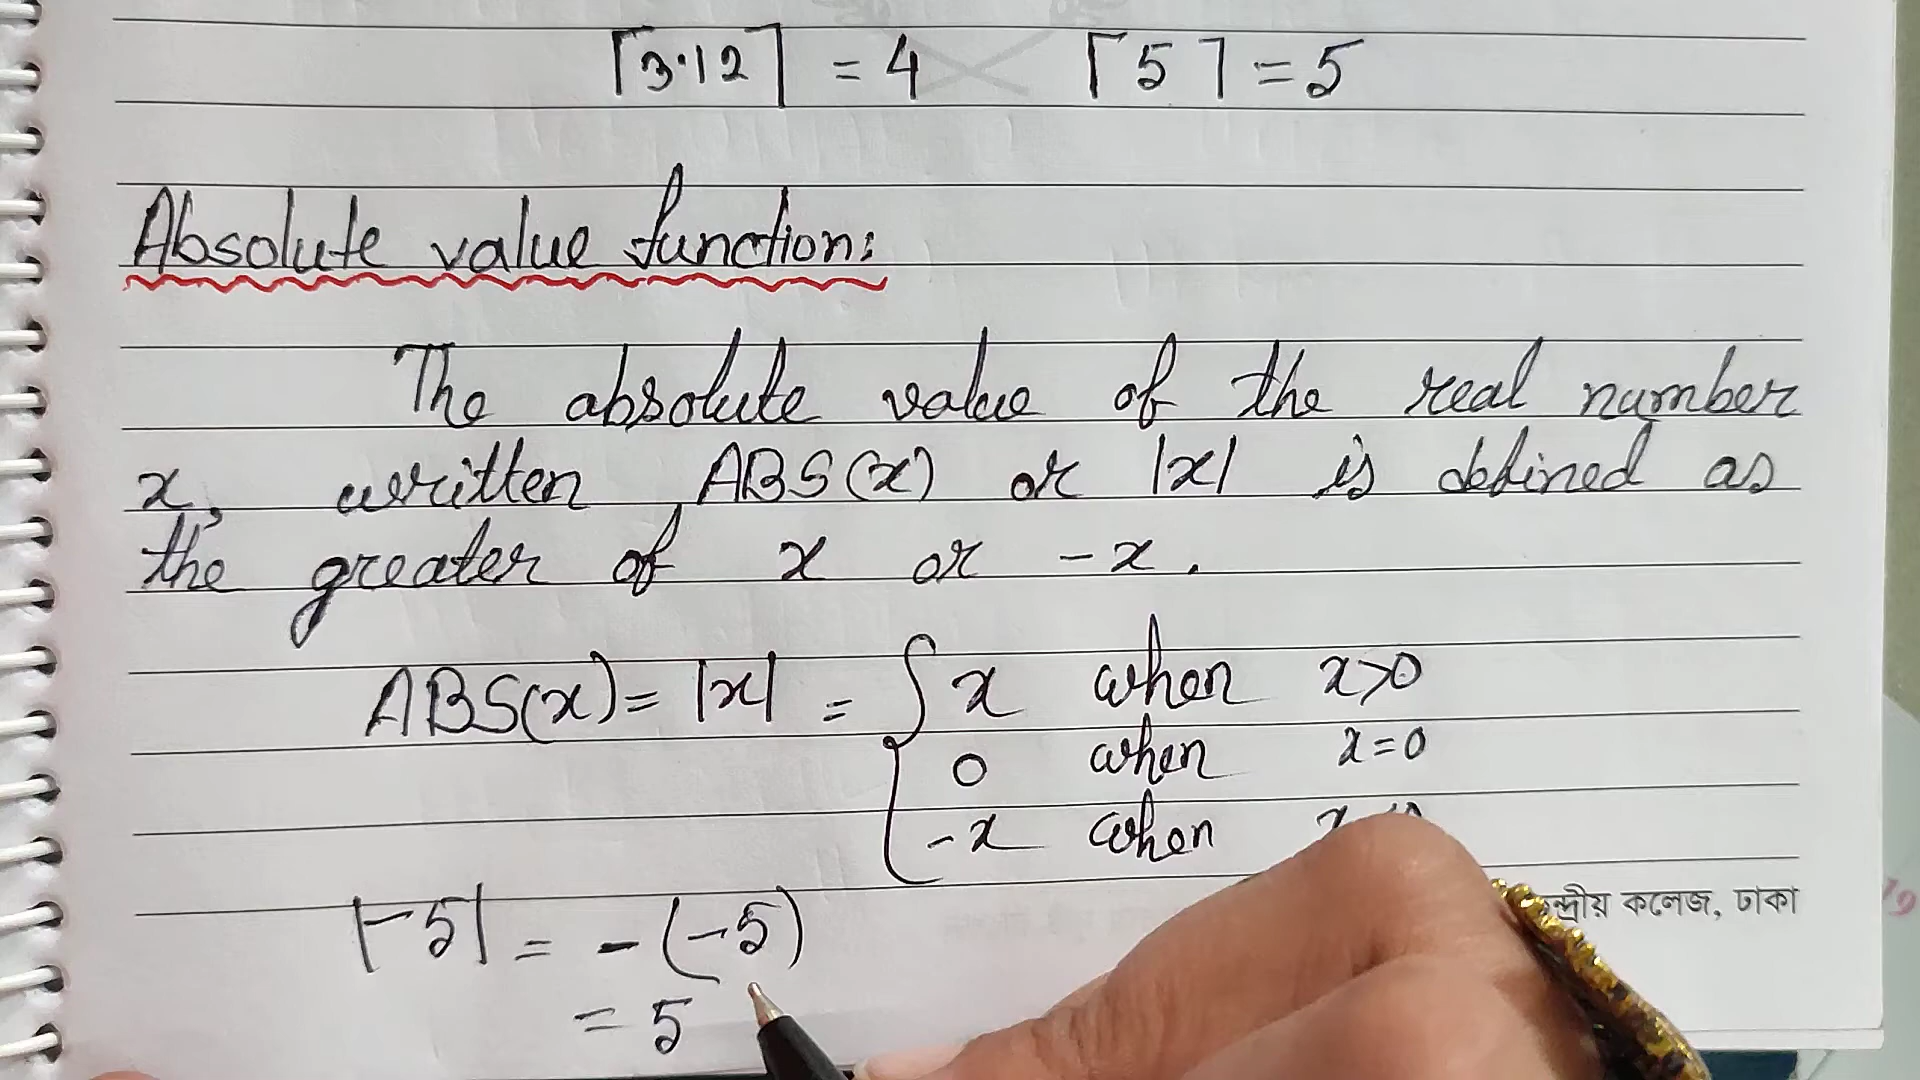 ⌈3.12⌉ = 4 ⌈5⌉ = 5
Absolute value function:
The absolute value of the real number
x, written ABS(x) or |x| is defined as
the greater of x or -x.
ABS(x) = |x| = { x when x>0
0 when x=0
-x when
কলেজ, ঢাকা
|-5| = -(-5)
= 5